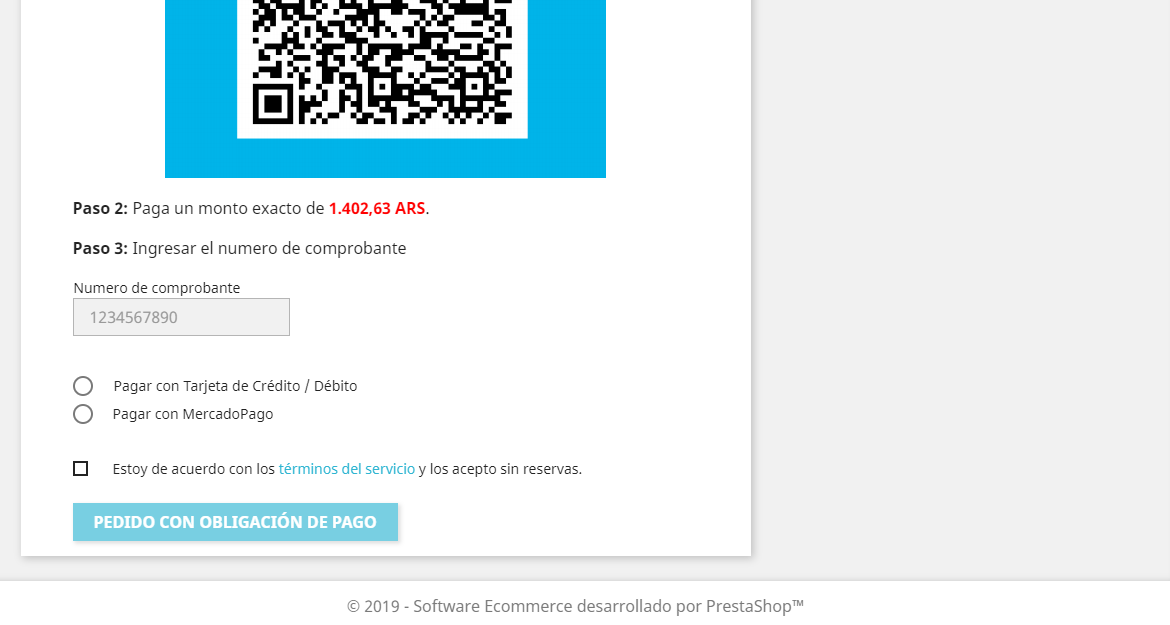 Paso 2: Paga un monto exacto de 1.402,63 ARS.
Paso 3: Ingresar el numero de comprobante
Numero de comprobante
1234567890
Pagar con Tarjeta de Crédito / Débito
Pagar con MercadoPago
Estoy de acuerdo con los términos del servicio y los acepto sin reservas.
PEDIDO CON OBLIGACIÓN DE PAGO
© 2019 - Software Ecommerce desarrollado por PrestaShop™